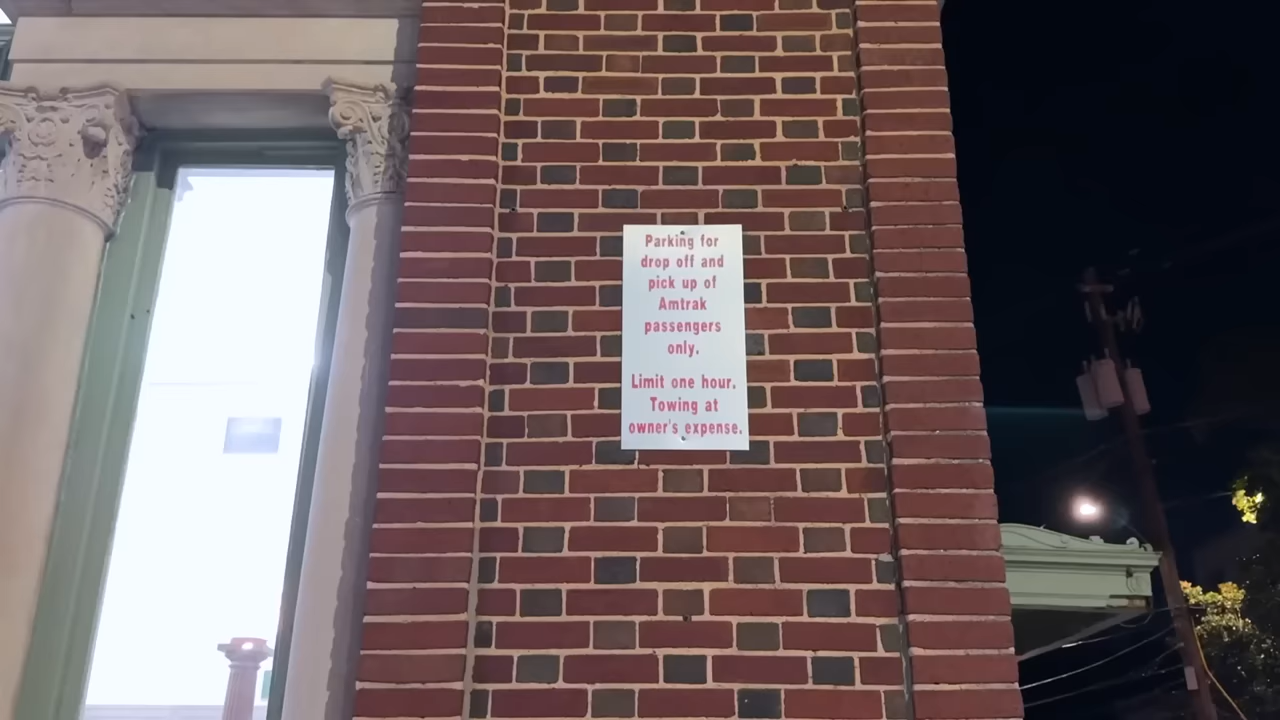 Parking for
drop off and
pick up of
Amtrak
passengers
only.
Limit one hour.
Towing at
owner's expense.